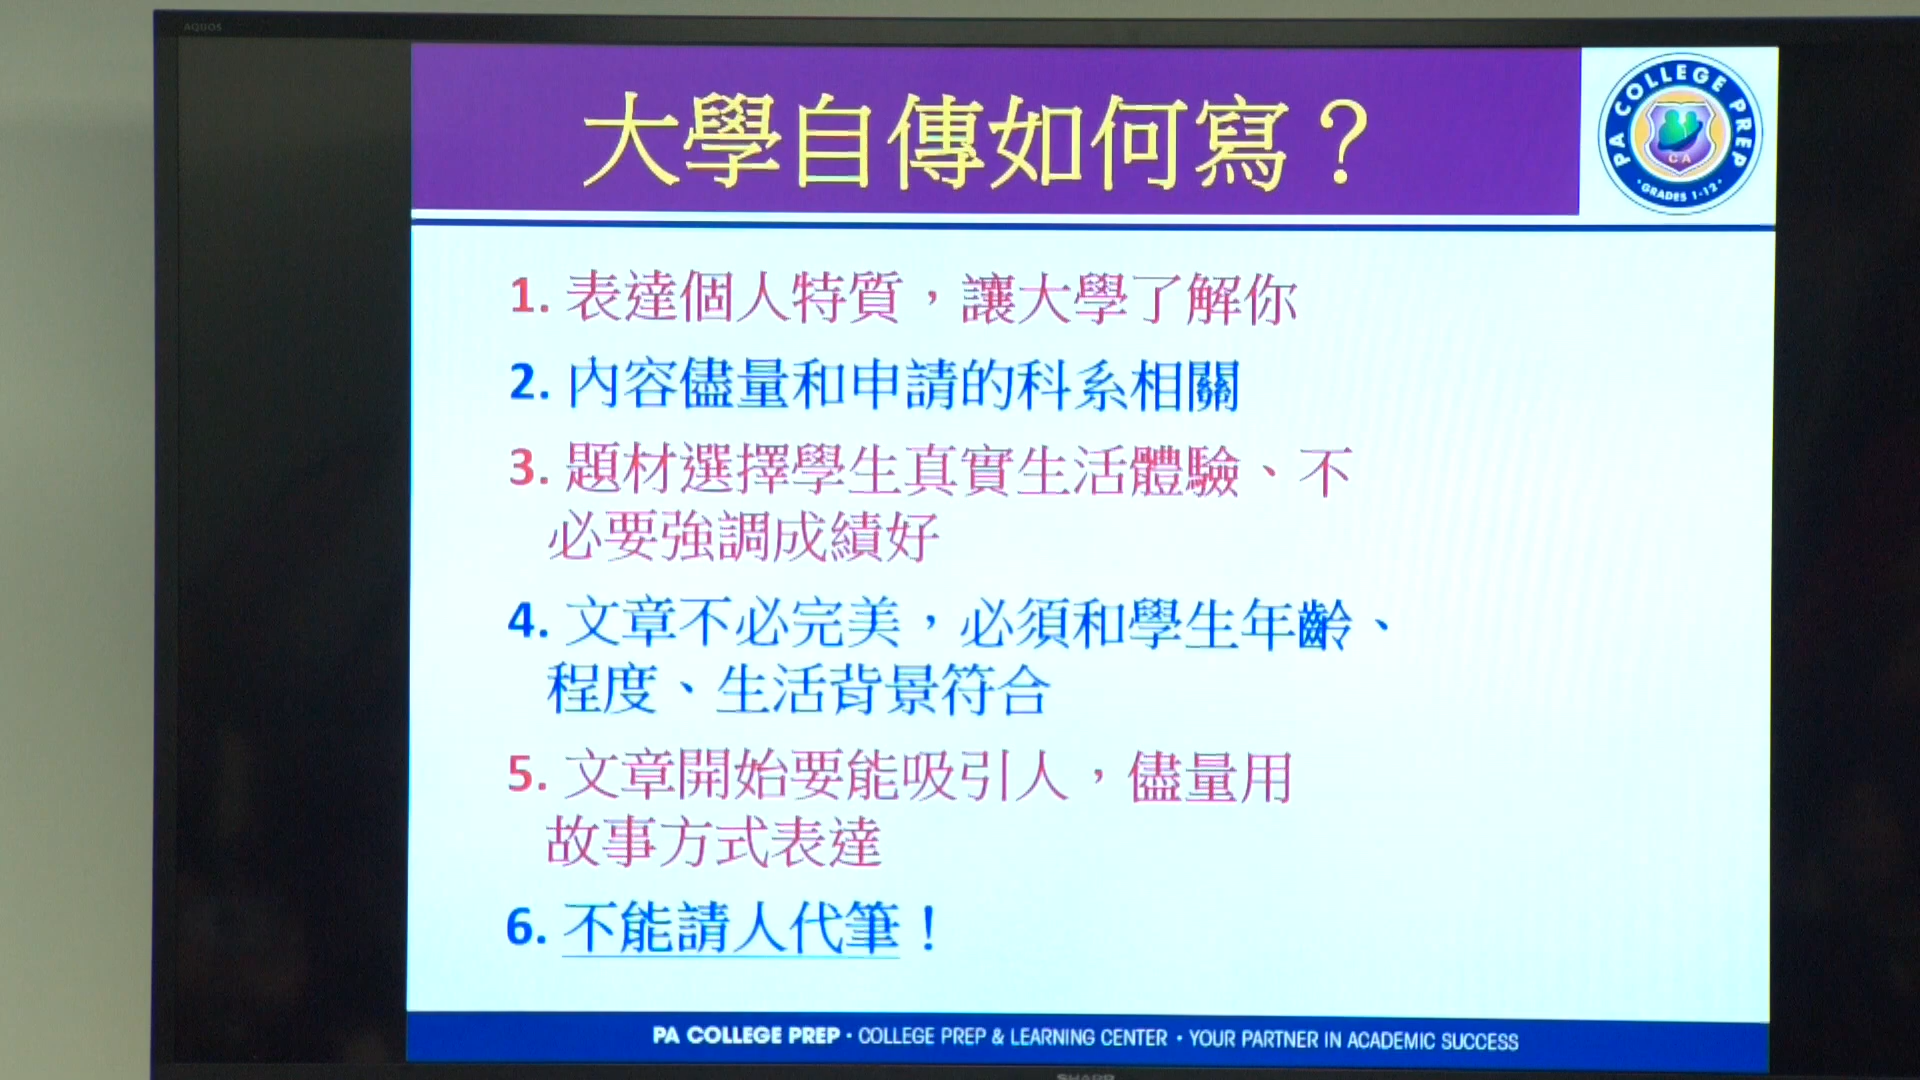 AQUOS
大學自傳如何寫？
PA COLLEGE PREP
CA
·GRADES 1-12·
1. 表達個人特質，讓大學了解你
2. 內容儘量和申請的科系相關
3. 題材選擇學生真實生活體驗、不
必要強調成績好
4. 文章不必完美，必須和學生年齡、
程度、生活背景符合
5. 文章開始要能吸引人，儘量用
故事方式表達
6. 不能請人代筆！
PA COLLEGE PREP · COLLEGE PREP & LEARNING CENTER · YOUR PARTNER IN ACADEMIC SUCCESS
SHARP